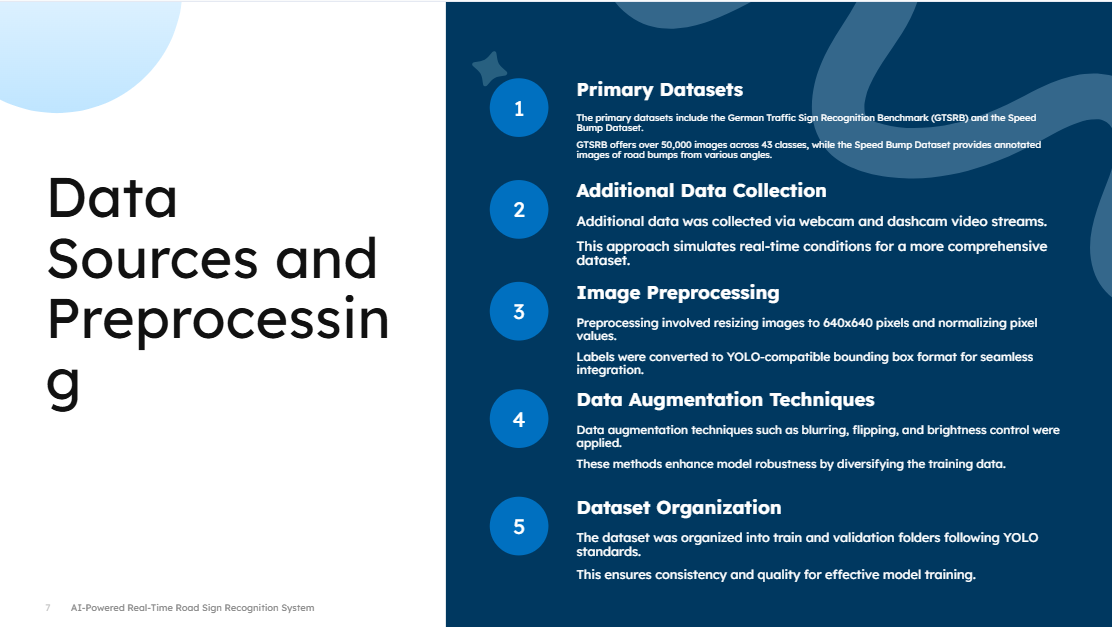 Data
Sources and
Preprocessin
g
1
Primary Datasets
The primary datasets include the German Traffic Sign Recognition Benchmark (GTSRB) and the Speed
Bump Dataset.
GTSRB offers over 50,000 images across 43 classes, while the Speed Bump Dataset provides annotated
images of road bumps from various angles.
2
Additional Data Collection
Additional data was collected via webcam and dashcam video streams.
This approach simulates real-time conditions for a more comprehensive
dataset.
3
Image Preprocessing
Preprocessing involved resizing images to 640x640 pixels and normalizing pixel
values.
Labels were converted to YOLO-compatible bounding box format for seamless
integration.
4
Data Augmentation Techniques
Data augmentation techniques such as blurring, flipping, and brightness control were
applied.
These methods enhance model robustness by diversifying the training data.
5
Dataset Organization
The dataset was organized into train and validation folders following YOLO
standards.
This ensures consistency and quality for effective model training.
7 AI-Powered Real-Time Road Sign Recognition System